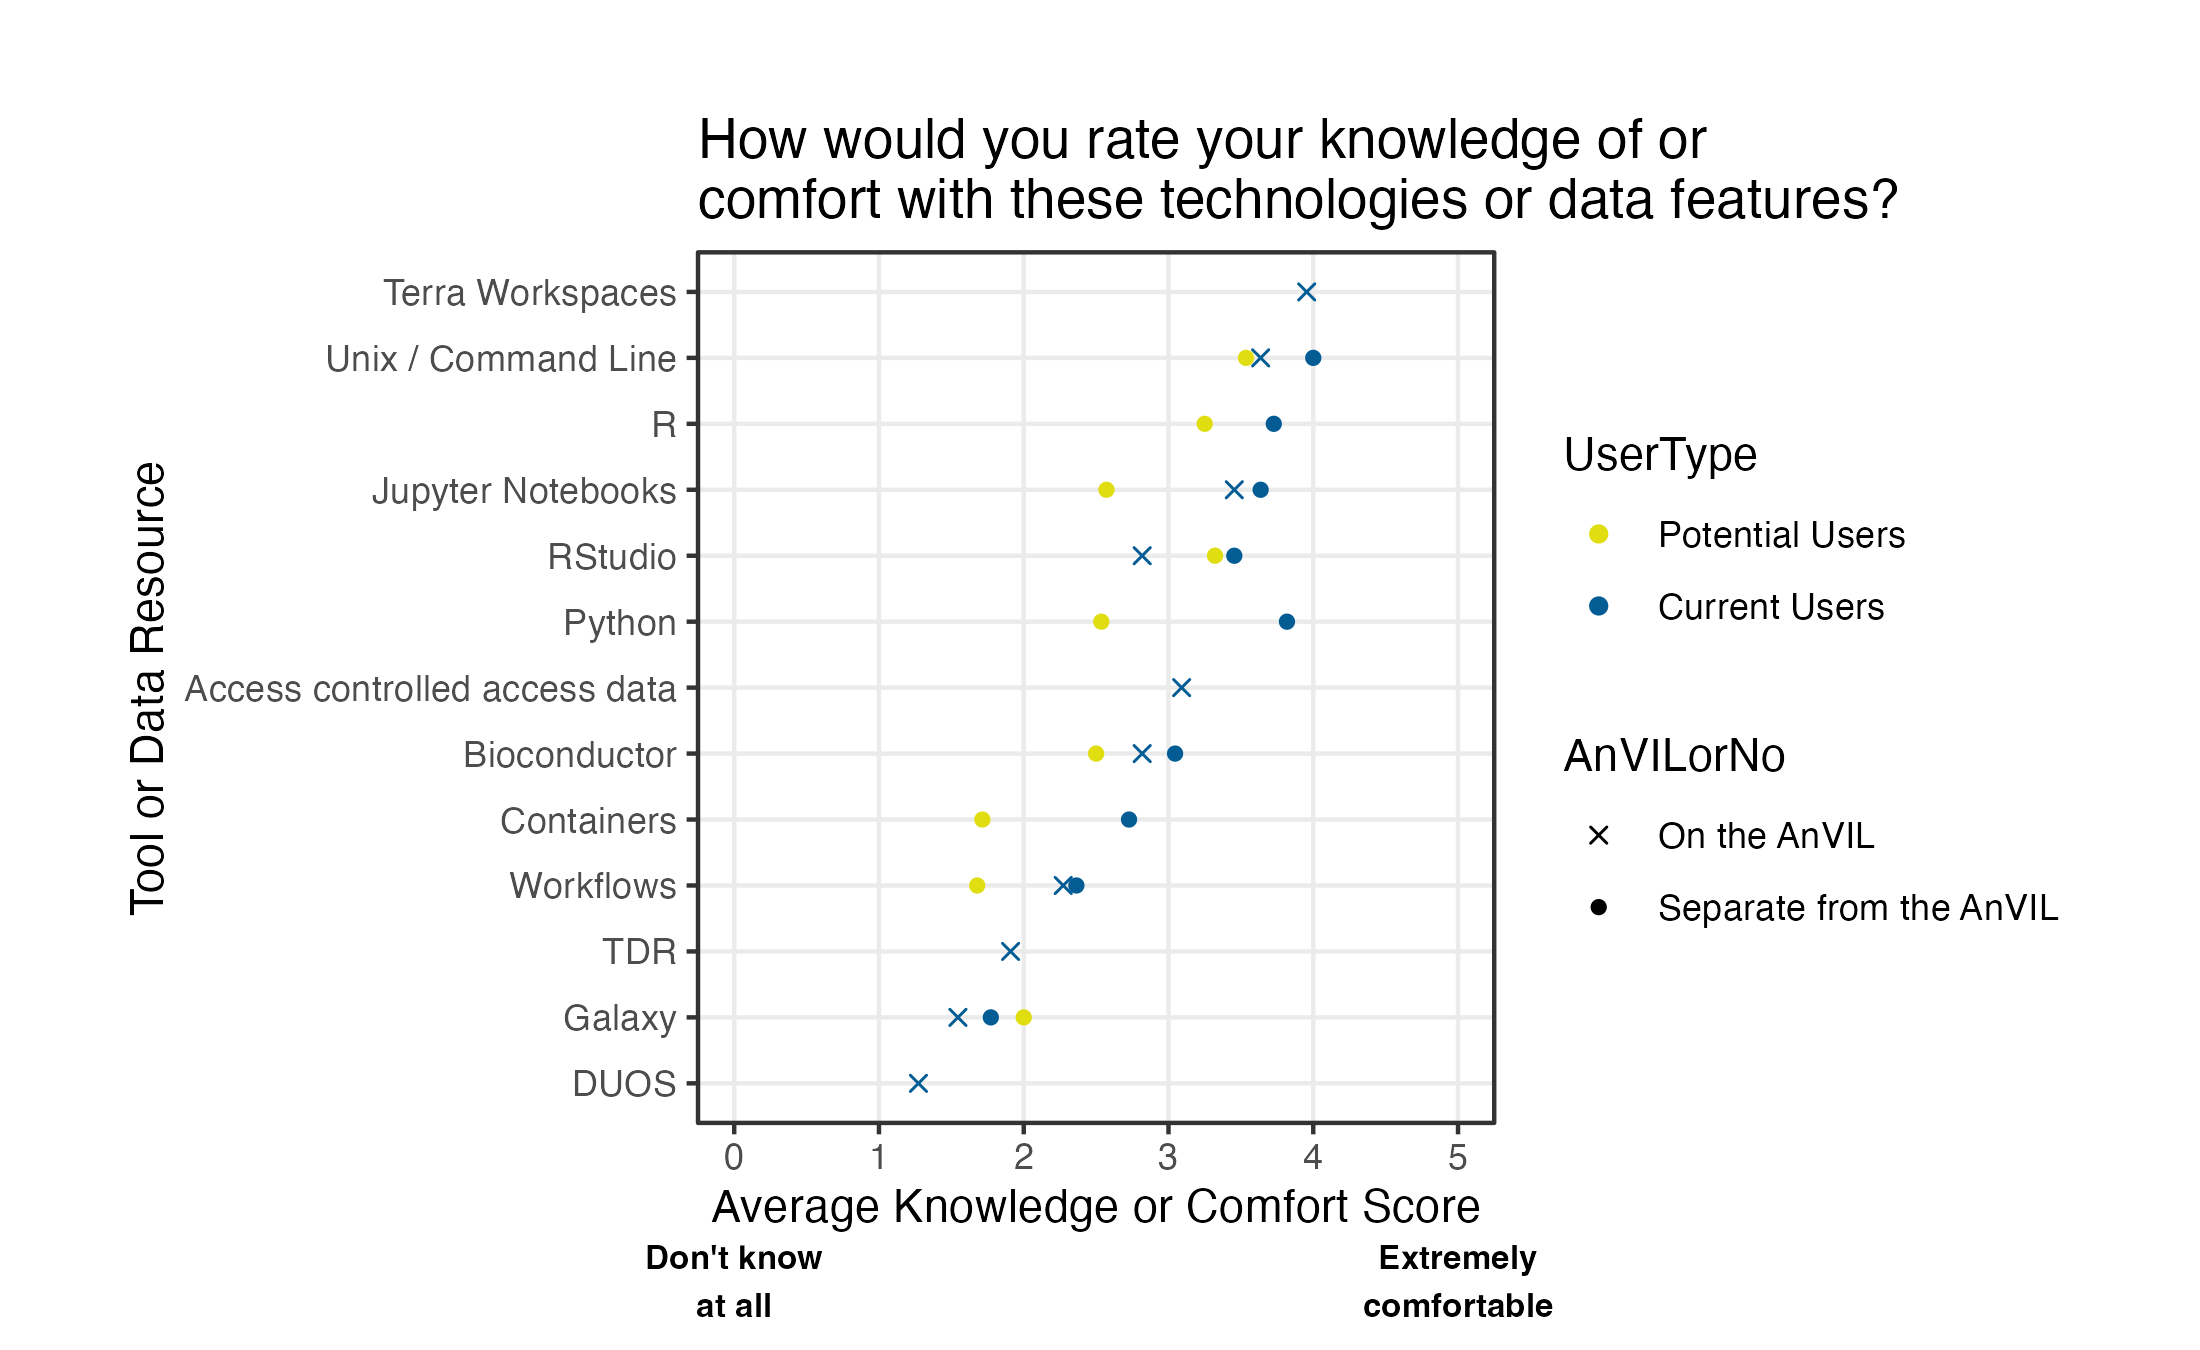 How would you rate your knowledge of or
comfort with these technologies or data features?
Tool or Data Resource
Terra Workspaces
Unix / Command Line
R
Jupyter Notebooks
RStudio
Python
Access controlled access data
Bioconductor
Containers
Workflows
TDR
Galaxy
DUOS
0 1 2 3 4 5
Average Knowledge or Comfort Score
Don't know
at all
Extremely
comfortable
UserType
Potential Users
Current Users
AnVILorNo
On the AnVIL
Separate from the AnVIL